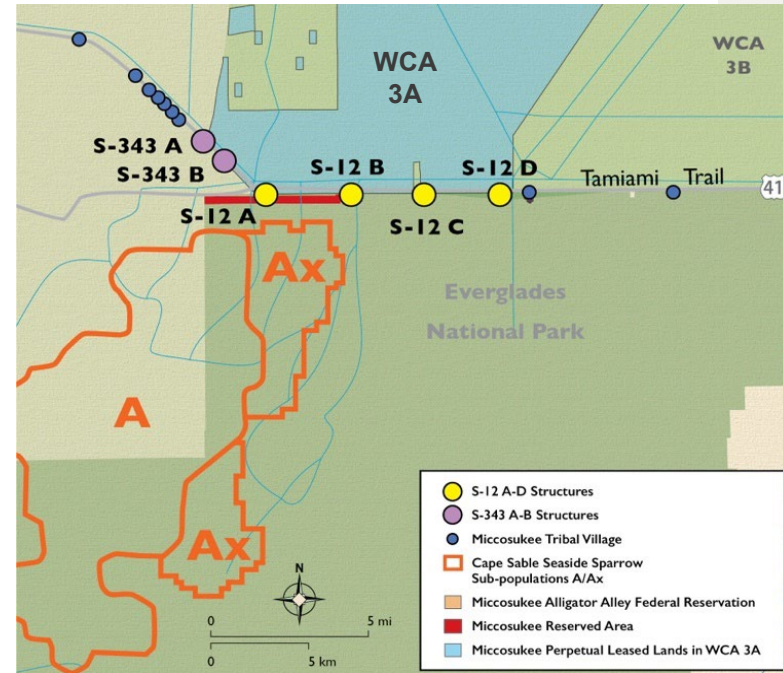 WCA
3A
WCA
3B
S-343 A
S-343 B
S-12 B
S-12 D
Tamiami Trail
41
S-12 A
S-12 C
Ax
Everglades
National Park
A
Ax
N
0 5 mi
0 5 km
S-12 A-D Structures
S-343 A-B Structures
Miccosukee Tribal Village
Cape Sable Seaside Sparrow
Sub-populations A/Ax
Miccosukee Alligator Alley Federal Reservation
Miccosukee Reserved Area
Miccosukee Perpetual Leased Lands in WCA 3A